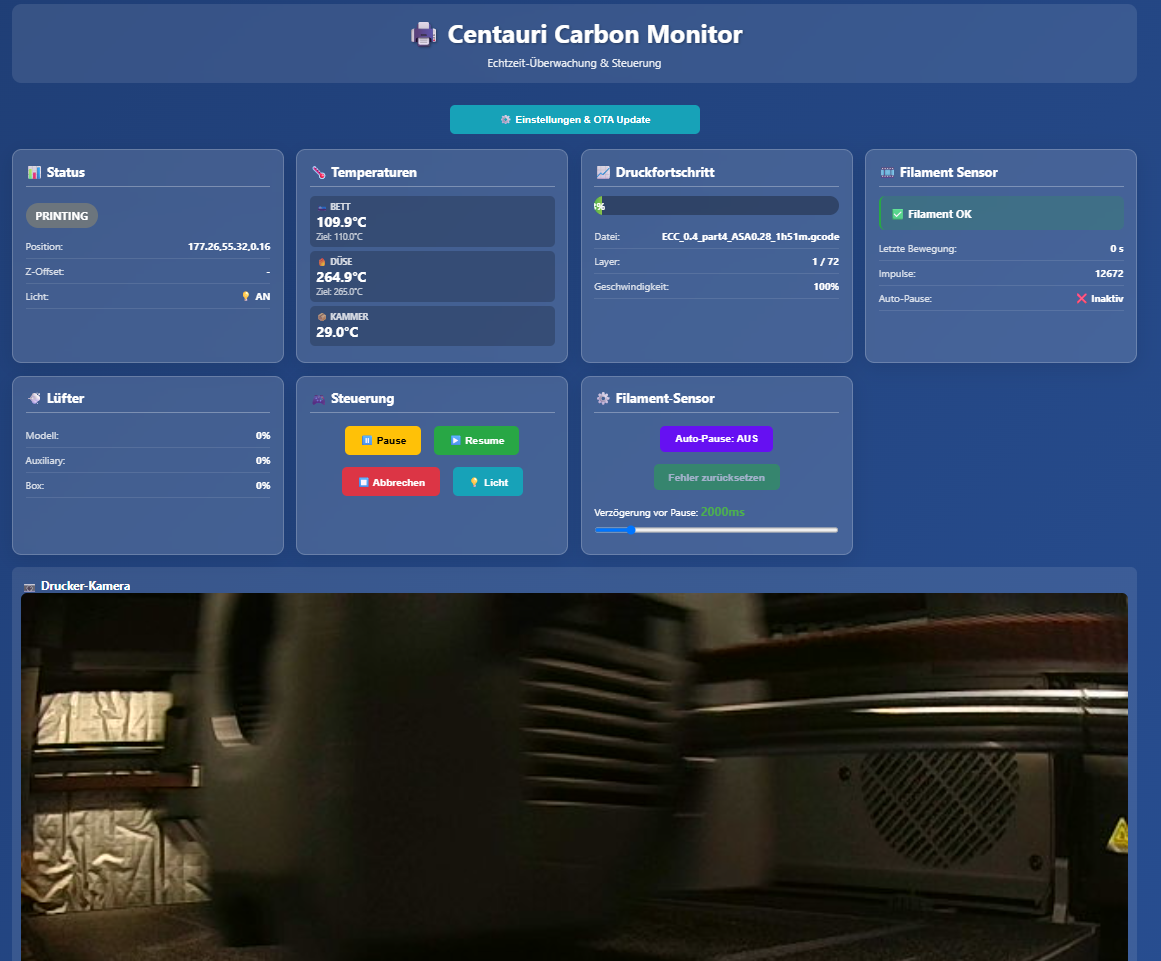 Centauri Carbon Monitor
Echtzeit-Überwachung & Steuerung
Einstellungen & OTA Update
Status
PRINTING
Position: 177.26,55.32,0.16
Z-Offset: -
Licht: AN
Temperaturen
BETT
109.9°C
Ziel: 110.0°C
DÜSE
264.9°C
Ziel: 265.0°C
KAMMER
29.0°C
Druckfortschritt
%
Datei: ECC_0.4_part4_ASA0.28_1h51m.gcode
Layer: 1 / 72
Geschwindigkeit: 100%
Filament Sensor
Filament OK
Letzte Bewegung: 0 s
Impulse: 12672
Auto-Pause: Inaktiv
Lüfter
Modell: 0%
Auxiliary: 0%
Box: 0%
Steuerung
Pause
Resume
Abbrechen
Licht
Filament-Sensor
Auto-Pause: AUS
Fehler zurücksetzen
Verzögerung vor Pause: 2000ms
Drucker-Kamera